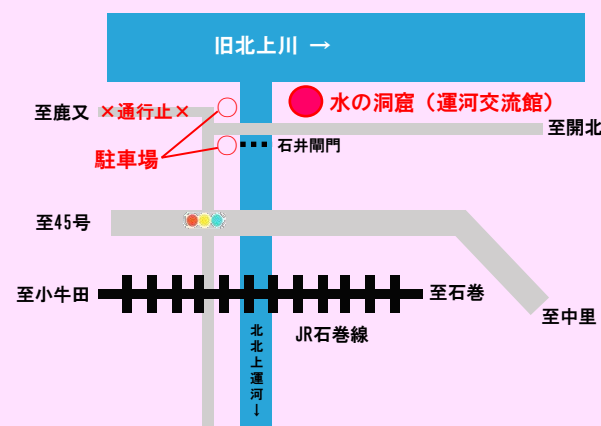 旧北上川 →
水の洞窟（運河交流館）
至鹿又
×通行止×
至開北
駐車場
石井閘門
至45号
至小牛田
至石巻
至中里
JR石巻線
北北上運河↓